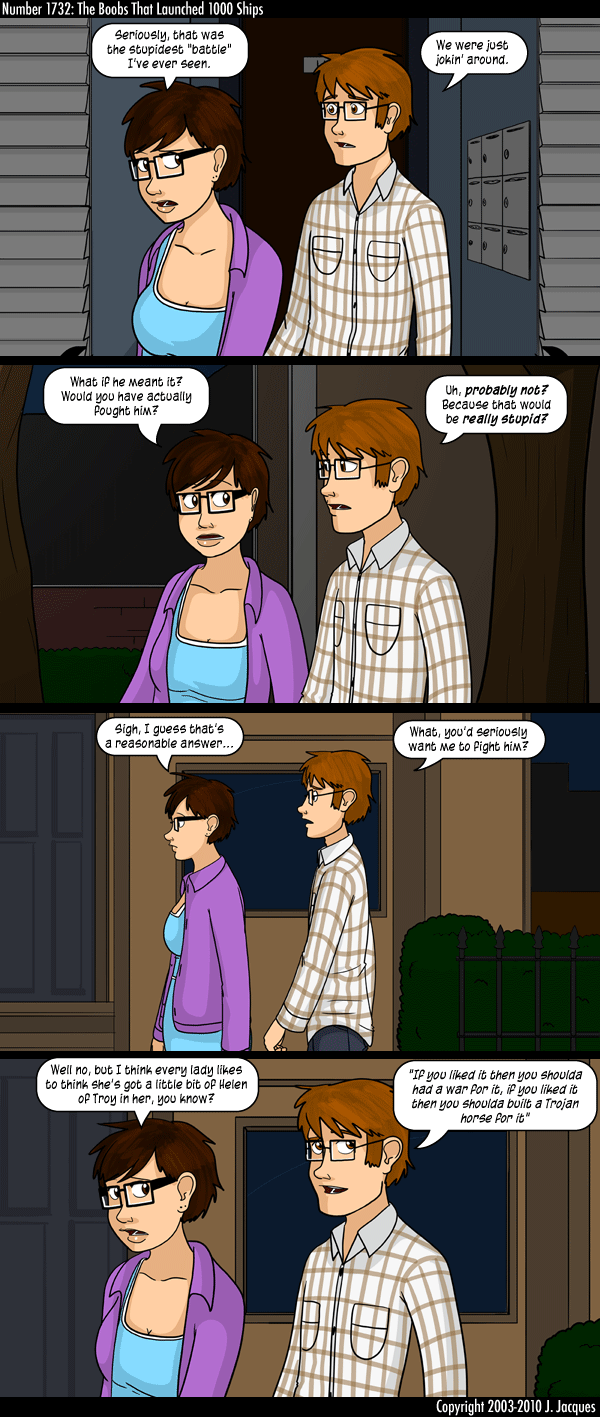 Number 1732: The Boobs That Launched 1000 Ships
Seriously, that was
the stupidest "battle"
I've ever seen.
We were just
jokin' around.
What if he meant it?
Would you have actually
fought him?
Uh, probably not?
Because that would
be really stupid?
Sigh, I guess that's
a reasonable answer...
What, you'd seriously
want me to fight him?
Well no, but I think every lady likes
to think she's got a little bit of Helen
of Troy in her, you know?
"If you liked it then you shoulda
had a war for it, if you liked it
then you shoulda built a Trojan
horse for it"
Copyright 2003-2010 J. Jacques